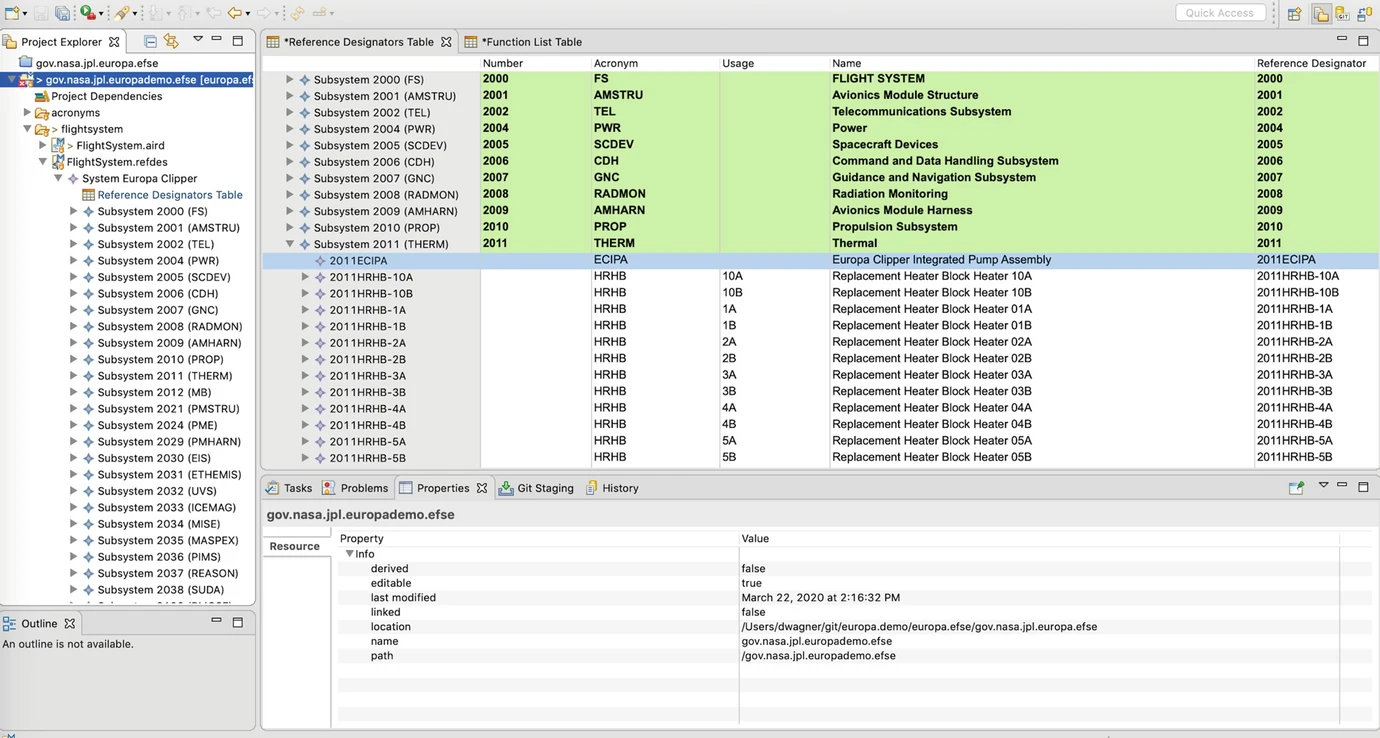 Quick Access
Project Explorer
gov.nasa.jpl.europa.efse
> gov.nasa.jpl.europademo.efse [europa.efs
Project Dependencies
acronyms
> flightsystem
> FlightSystem.aird
FlightSystem.refdes
System Europa Clipper
Reference Designators Table
Subsystem 2000 (FS)
Subsystem 2001 (AMSTRU)
Subsystem 2002 (TEL)
Subsystem 2004 (PWR)
Subsystem 2005 (SCDEV)
Subsystem 2006 (CDH)
Subsystem 2007 (GNC)
Subsystem 2008 (RADMON)
Subsystem 2009 (AMHARN)
Subsystem 2010 (PROP)
Subsystem 2011 (THERM)
Subsystem 2012 (MB)
Subsystem 2021 (PMSTRU)
Subsystem 2024 (PME)
Subsystem 2029 (PMHARN)
Subsystem 2030 (EIS)
Subsystem 2031 (ETHEMIS)
Subsystem 2032 (UVS)
Subsystem 2033 (ICEMAG)
Subsystem 2034 (MISE)
Subsystem 2035 (MASPEX)
Subsystem 2036 (PIMS)
Subsystem 2037 (REASON)
Subsystem 2038 (SUDA)
Outline
An outline is not available.
*Reference Designators Table *Function List Table
Number Acronym Usage Name Reference Designator
Subsystem 2000 (FS) 2000 FS FLIGHT SYSTEM 2000
Subsystem 2001 (AMSTRU) 2001 AMSTRU Avionics Module Structure 2001
Subsystem 2002 (TEL) 2002 TEL Telecommunications Subsystem 2002
Subsystem 2004 (PWR) 2004 PWR Power 2004
Subsystem 2005 (SCDEV) 2005 SCDEV Spacecraft Devices 2005
Subsystem 2006 (CDH) 2006 CDH Command and Data Handling Subsystem 2006
Subsystem 2007 (GNC) 2007 GNC Guidance and Navigation Subsystem 2007
Subsystem 2008 (RADMON) 2008 RADMON Radiation Monitoring 2008
Subsystem 2009 (AMHARN) 2009 AMHARN Avionics Module Harness 2009
Subsystem 2010 (PROP) 2010 PROP Propulsion Subsystem 2010
Subsystem 2011 (THERM) 2011 THERM Thermal 2011
2011ECIPA ECIPA Europa Clipper Integrated Pump Assembly 2011ECIPA
2011HRHB-10A HRHB 10A Replacement Heater Block Heater 10A 2011HRHB-10A
2011HRHB-10B HRHB 10B Replacement Heater Block Heater 10B 2011HRHB-10B
2011HRHB-1A HRHB 1A Replacement Heater Block Heater 01A 2011HRHB-1A
2011HRHB-1B HRHB 1B Replacement Heater Block Heater 01B 2011HRHB-1B
2011HRHB-2A HRHB 2A Replacement Heater Block Heater 02A 2011HRHB-2A
2011HRHB-2B HRHB 2B Replacement Heater Block Heater 02B 2011HRHB-2B
2011HRHB-3A HRHB 3A Replacement Heater Block Heater 03A 2011HRHB-3A
2011HRHB-3B HRHB 3B Replacement Heater Block Heater 03B 2011HRHB-3B
2011HRHB-4A HRHB 4A Replacement Heater Block Heater 04A 2011HRHB-4A
2011HRHB-4B HRHB 4B Replacement Heater Block Heater 04B 2011HRHB-4B
2011HRHB-5A HRHB 5A Replacement Heater Block Heater 05A 2011HRHB-5A
2011HRHB-5B HRHB 5B Replacement Heater Block Heater 05B 2011HRHB-5B
Tasks Problems Properties Git Staging History
gov.nasa.jpl.europademo.efse
Resource
Property Value
Info
derived false
editable true
last modified March 22, 2020 at 2:16:32 PM
linked false
location /Users/dwagner/git/europa.demo/europa.efse/gov.nasa.jpl.europa.efse
name gov.nasa.jpl.europademo.efse
path /gov.nasa.jpl.europademo.efse